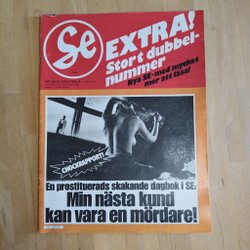 Se
EXTRA!
Stort dubbel-
nummer
Nya SE-med mycket
mer att läsa!
CHOCKRAPPORT!
En prostituerads skakande dagbok i SE:
Min nästa kund
kan vara en mördare!